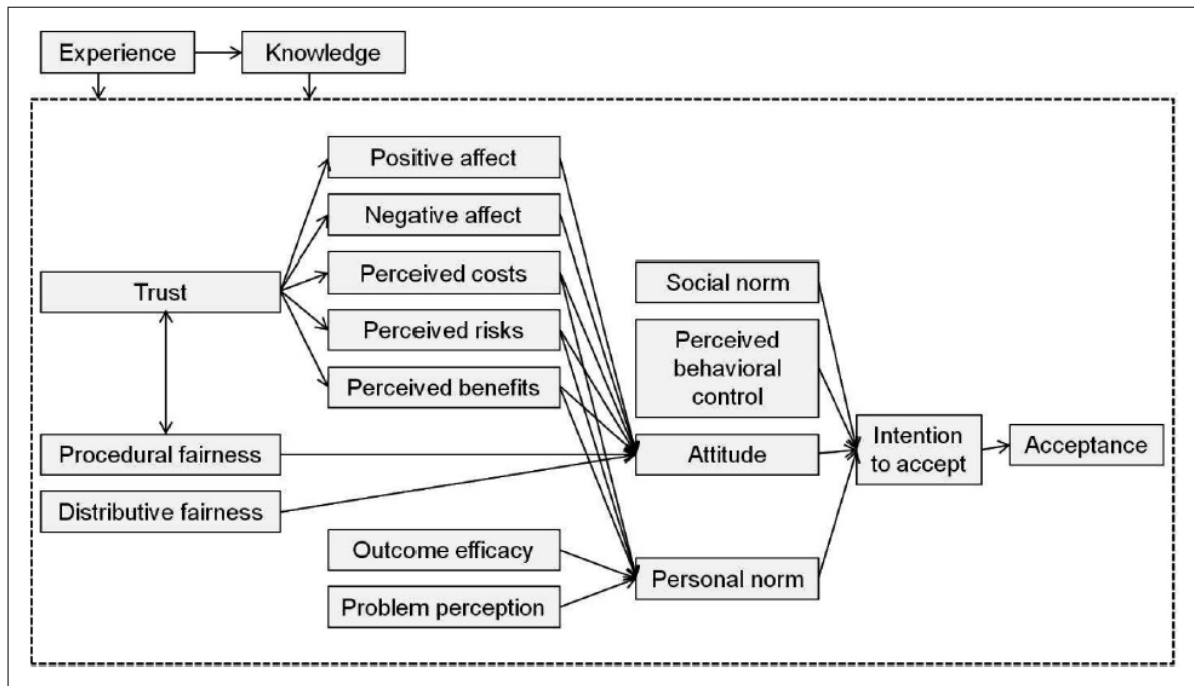 Experience
Knowledge
Positive affect
Negative affect
Perceived costs
Social norm
Trust
Perceived risks
Perceived
behavioral
control
Perceived benefits
Procedural fairness
Attitude
Intention
to accept
Acceptance
Distributive fairness
Outcome efficacy
Personal norm
Problem perception